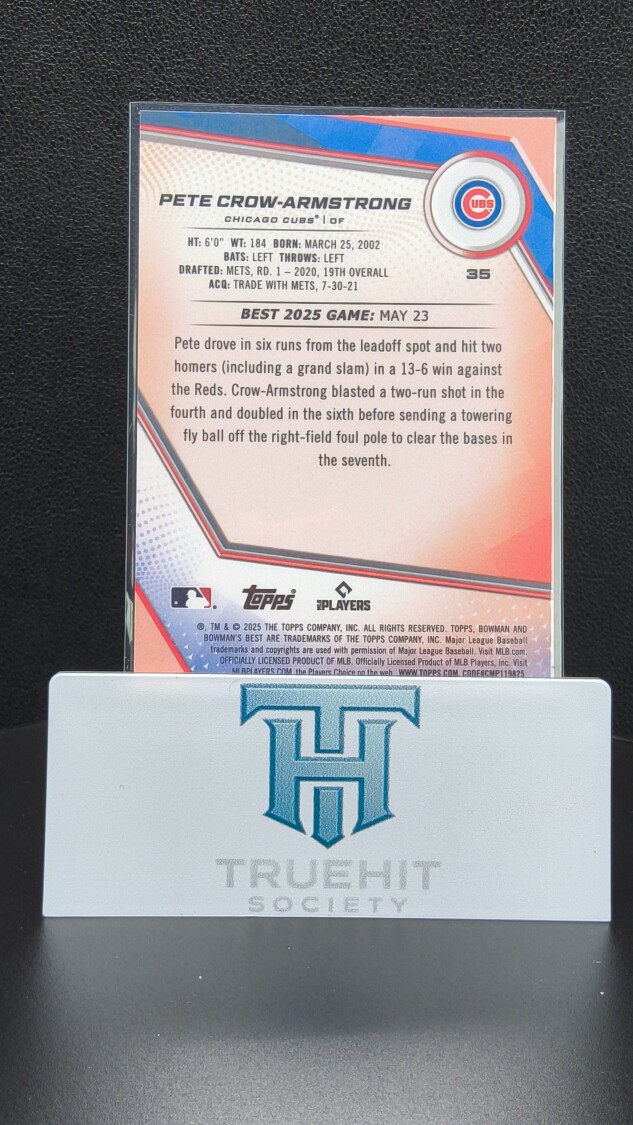 PETE CROW-ARMSTRONG
CHICAGO CUBS® | OF
CUBS
35
HT: 6'0" WT: 184 BORN: MARCH 25, 2002
BATS: LEFT THROWS: LEFT
DRAFTED: METS, RD. 1 – 2020, 19TH OVERALL
ACQ: TRADE WITH METS, 7-30-21
BEST 2025 GAME: MAY 23
Pete drove in six runs from the leadoff spot and hit two
homers (including a grand slam) in a 13-6 win against
the Reds. Crow-Armstrong blasted a two-run shot in the
fourth and doubled in the sixth before sending a towering
fly ball off the right-field foul pole to clear the bases in
the seventh.
topps
PLAYERS
®, TM & © 2025 THE TOPPS COMPANY, INC. ALL RIGHTS RESERVED. TOPPS, BOWMAN AND
BOWMAN'S BEST ARE TRADEMARKS OF THE TOPPS COMPANY, INC. Major League Baseball
trademarks and copyrights are used with permission of Major League Baseball. Visit MLB.com.
OFFICIALLY LICENSED PRODUCT OF MLB. Officially Licensed Product of MLB Players, Inc. Visit
MLBPLAYERS.COM, the Players Choice on the web. WWW.TOPPS.COM. CODE#CMP119825
TH
TRUEHIT
SOCIETY